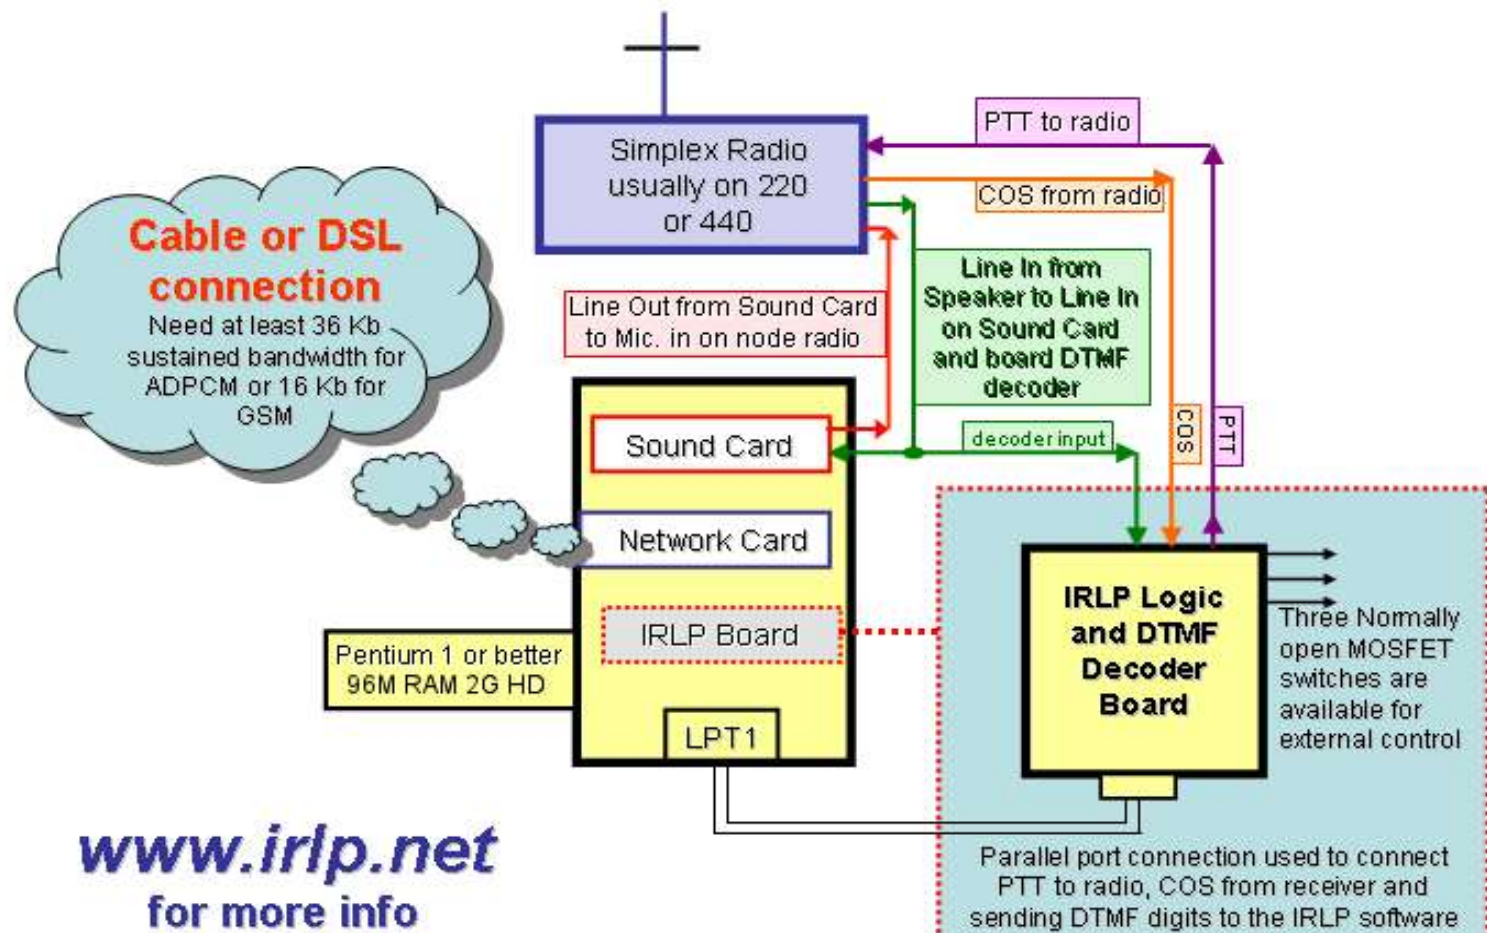 PTT to radio
Simplex Radio
usually on 220
or 440
COS from radio
Cable or DSL
connection
Need at least 36 Kb
sustained bandwidth for
ADPCM or 16 Kb for
GSM
Line Out from Sound Card
to Mic. in on node radio
Line In from
Speaker to Line In
on Sound Card
and board DTMF
decoder
Sound Card
decoder input
COS
PTT
Network Card
IRLP Board
Pentium 1 or better
96M RAM 2G HD
LPT1
IRLP Logic
and DTMF
Decoder
Board
Three Normally
open MOSFET
switches are
available for
external control
www.irlp.net
for more info
Parallel port connection used to connect
PTT to radio, COS from receiver and
sending DTMF digits to the IRLP software